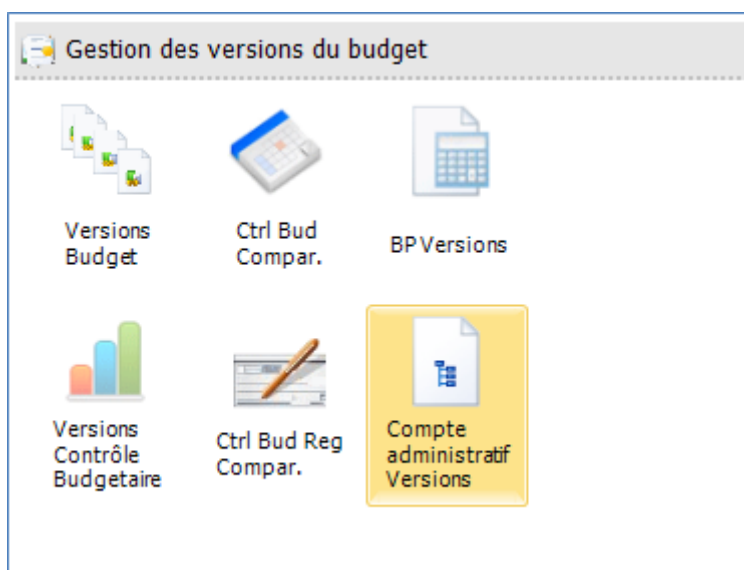 Gestion des versions du budget
Versions
Budget
Ctrl Bud
Compar.
BP Versions
Versions
Contrôle
Budgetaire
Ctrl Bud Reg
Compar.
Compte
administratif
Versions